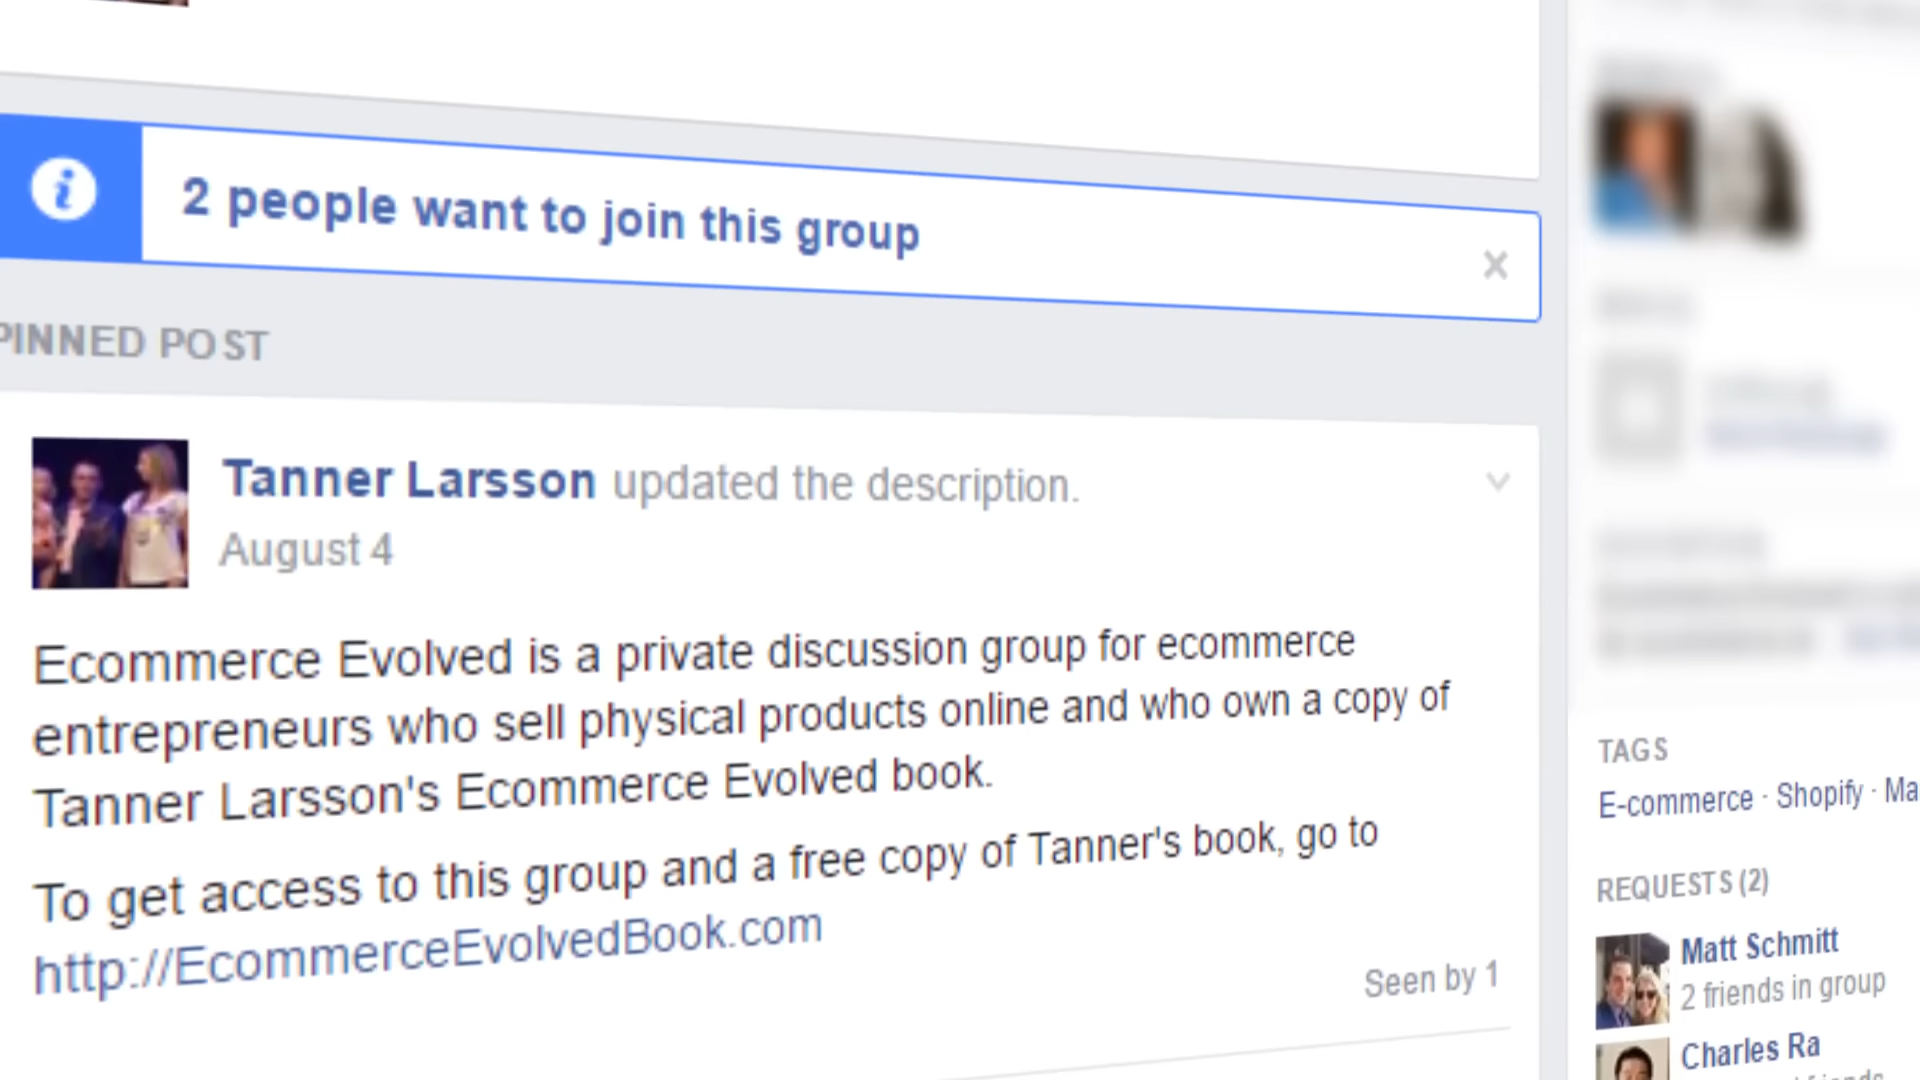 2 people want to join this group
PINNED POST
Tanner Larsson updated the description.
August 4
Ecommerce Evolved is a private discussion group for ecommerce
entrepreneurs who sell physical products online and who own a copy of
Tanner Larsson's Ecommerce Evolved book.
To get access to this group and a free copy of Tanner's book, go to
http://EcommerceEvolvedBook.com
Seen by 1
TAGS
E-commerce · Shopify · Ma
REQUESTS (2)
Matt Schmitt
2 friends in group
Charles Ra